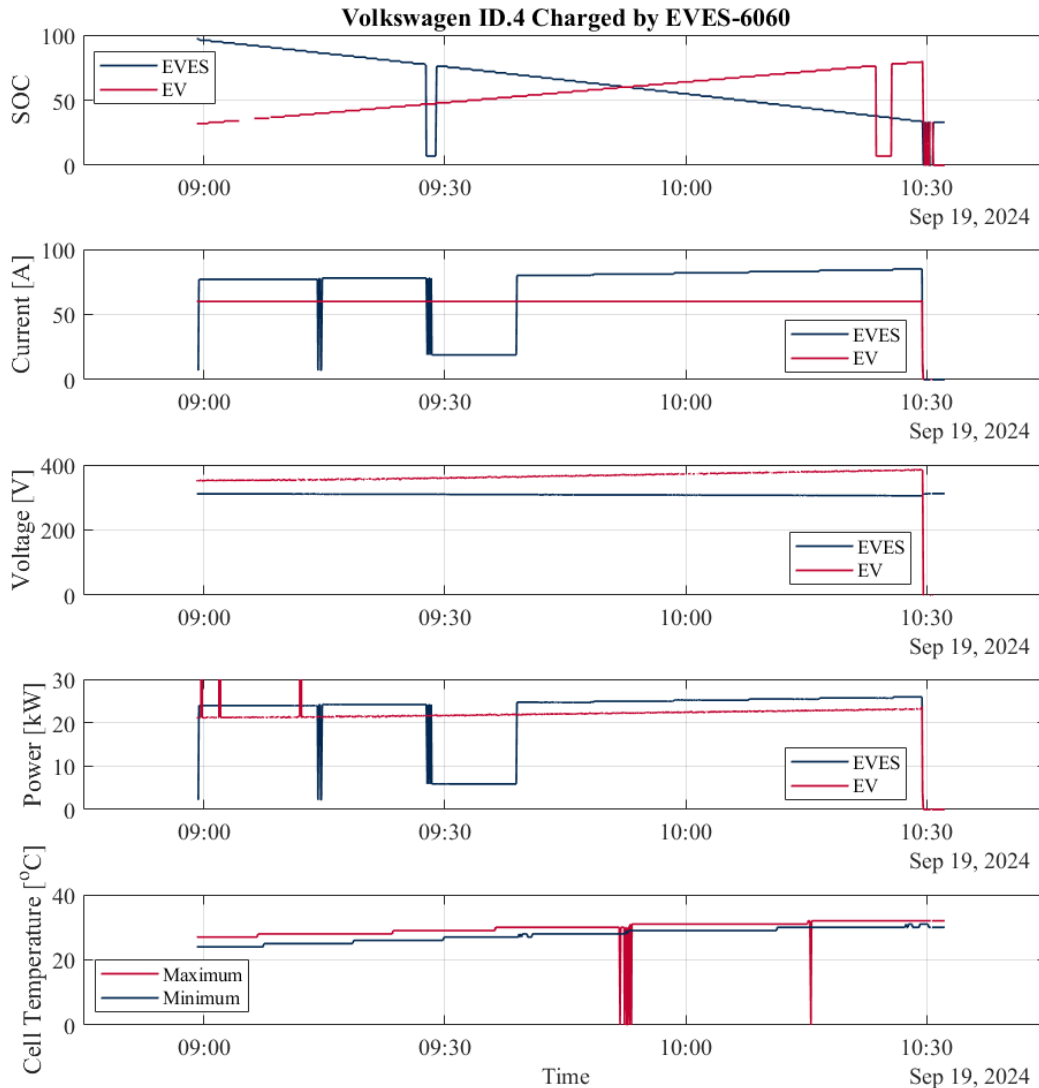 Volkswagen ID.4 Charged by EVES-6060
SOC
100
50
0
EVES
EV
09:00 09:30 10:00 10:30
Sep 19, 2024
Current [A]
100
50
0
EVES
EV
09:00 09:30 10:00 10:30
Sep 19, 2024
Voltage [V]
400
200
0
EVES
EV
09:00 09:30 10:00 10:30
Sep 19, 2024
Power [kW]
30
20
10
0
EVES
EV
09:00 09:30 10:00 10:30
Sep 19, 2024
Cell Temperature [°C]
40
20
0
Maximum
Minimum
09:00 09:30 10:00 10:30
Time
Sep 19, 2024